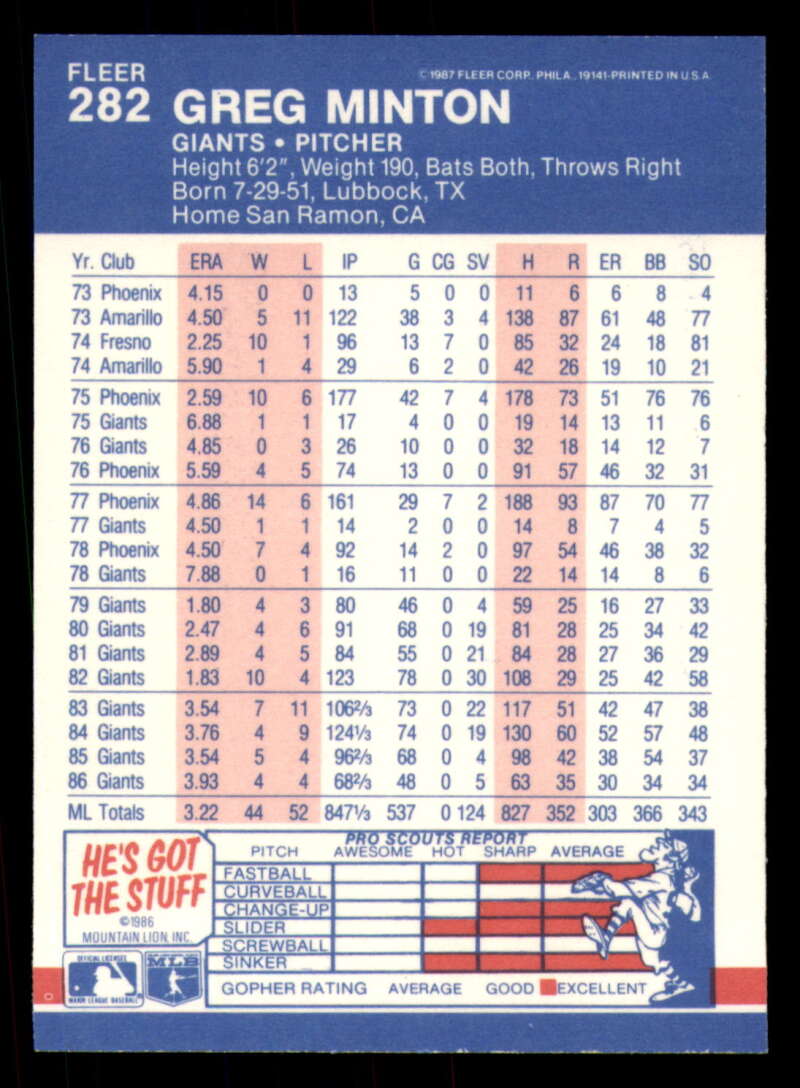 FLEER
©1987 FLEER CORP. PHILA., 19141-PRINTED IN U.S.A.
282 GREG MINTON
GIANTS • PITCHER
Height 6'2", Weight 190, Bats Both, Throws Right
Born 7-29-51, Lubbock, TX
Home San Ramon, CA
Yr. Club ERA W L IP G CG SV H R ER BB SO
73 Phoenix 4.15 0 0 13 5 0 0 11 6 6 8 4
73 Amarillo 4.50 5 11 122 38 3 4 138 87 61 48 77
74 Fresno 2.25 10 1 96 13 7 0 85 32 24 18 81
74 Amarillo 5.90 1 4 29 6 2 0 42 26 19 10 21
75 Phoenix 2.59 10 6 177 42 7 4 178 73 51 76 76
75 Giants 6.88 1 1 17 4 0 0 19 14 13 11 6
76 Giants 4.85 0 3 26 10 0 0 32 18 14 12 7
76 Phoenix 5.59 4 5 74 13 0 0 91 57 46 32 31
77 Phoenix 4.86 14 6 161 29 7 2 188 93 87 70 77
77 Giants 4.50 1 1 14 2 0 0 14 8 7 4 5
78 Phoenix 4.50 7 4 92 14 2 0 97 54 46 38 32
78 Giants 7.88 0 1 16 11 0 0 22 14 14 8 6
79 Giants 1.80 4 3 80 46 0 4 59 25 16 27 33
80 Giants 2.47 4 6 91 68 0 19 81 28 25 34 42
81 Giants 2.89 4 5 84 55 0 21 84 28 27 36 29
82 Giants 1.83 10 4 123 78 0 30 108 29 25 42 58
83 Giants 3.54 7 11 106⅔ 73 0 22 117 51 42 47 38
84 Giants 3.76 4 9 124⅓ 74 0 19 130 60 52 57 48
85 Giants 3.54 5 4 96⅔ 68 0 4 98 42 38 54 37
86 Giants 3.93 4 4 68⅔ 48 0 5 63 35 30 34 34
ML Totals 3.22 44 52 847⅓ 537 0 124 827 352 303 366 343
HE'S GOT
THE STUFF
©1986
MOUNTAIN LION, INC.
PRO SCOUTS REPORT
PITCH AWESOME HOT SHARP AVERAGE
FASTBALL
CURVEBALL
CHANGE-UP
SLIDER
SCREWBALL
SINKER
GOPHER RATING AVERAGE GOOD EXCELLENT
OFFICIAL LICENSEE
MAJOR LEAGUE BASEBALL
MLB